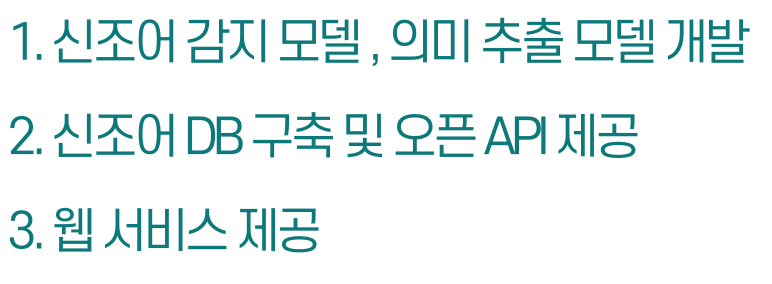 1. 신조어 감지 모델 , 의미 추출 모델 개발
2. 신조어 DB 구축 및 오픈 API 제공
3. 웹 서비스 제공